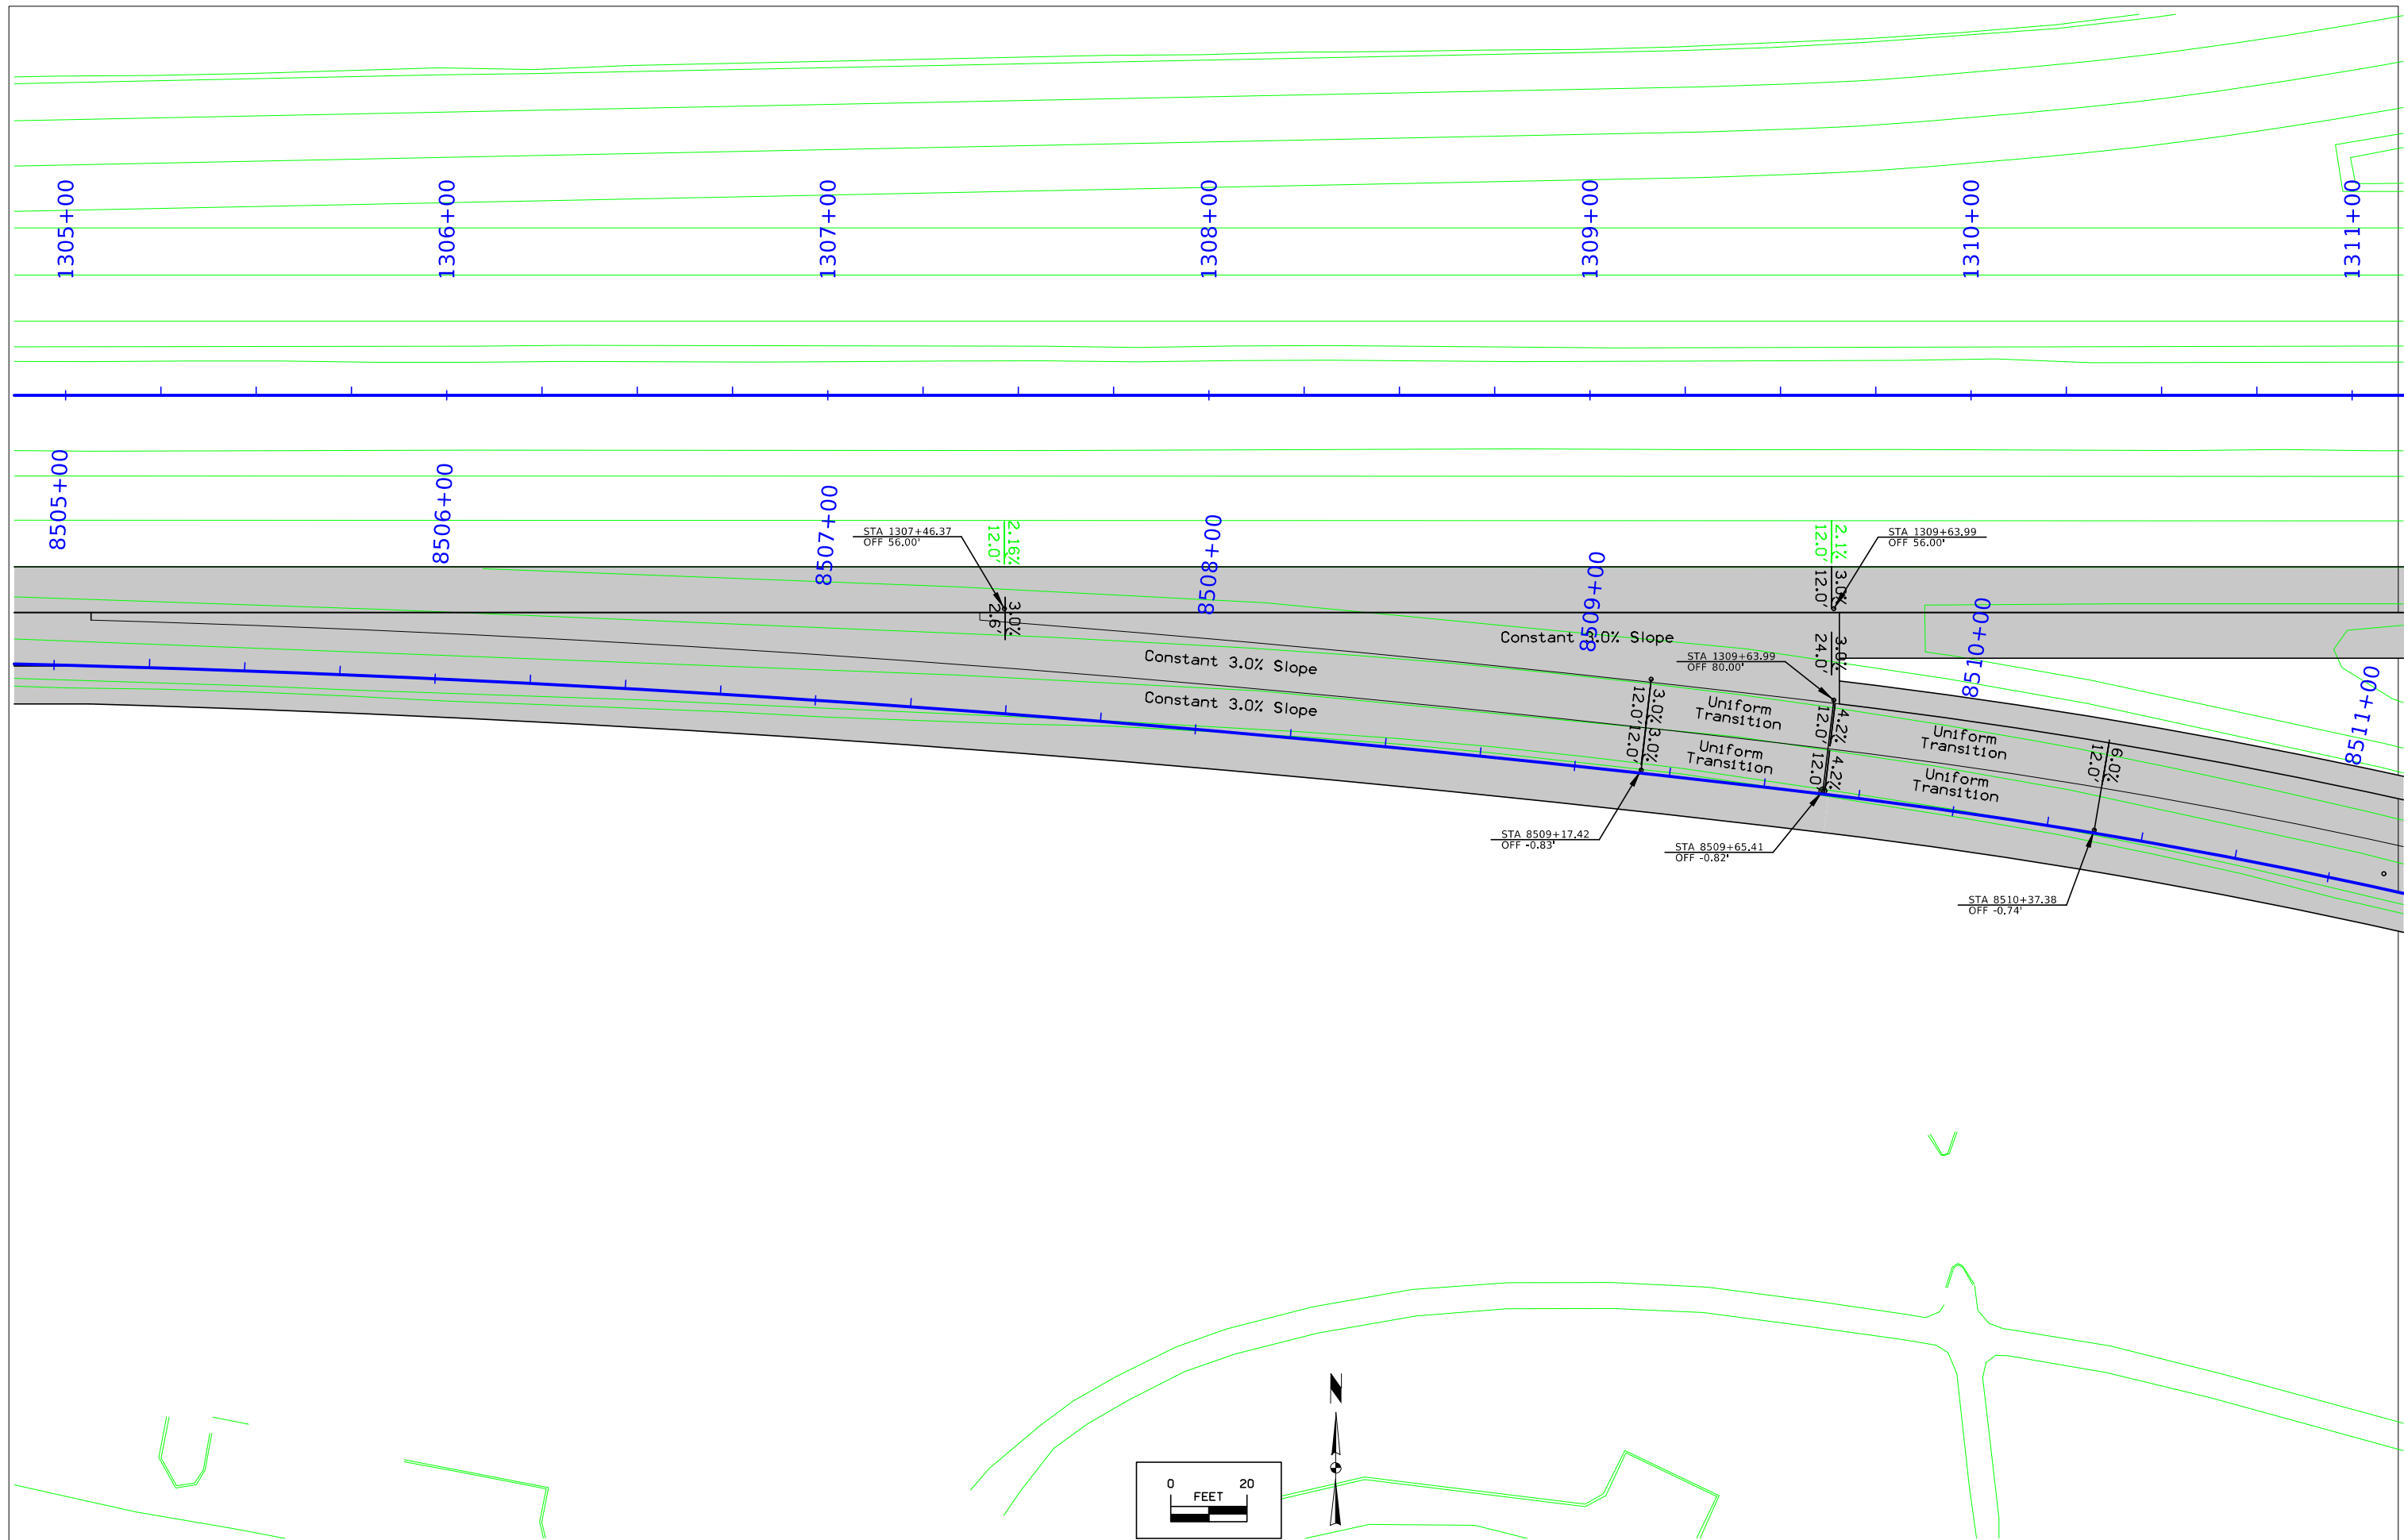 1305+00
1306+00
1307+00
1308+00
1309+00
1310+00
1311+00
8505+00
8506+00
8507+00
8508+00
8509+00
8510+00
8511+00
STA 1307+46.37
OFF 56.00'
2.16%
12.0'
3.0%
2.6'
2.1%
12.0'
3.0%
12.0'
STA 1309+63.99
OFF 56.00'
Constant 3.0% Slope
3.0%
24.0'
STA 1309+63.99
OFF 80.00'
Constant 3.0% Slope
Constant 3.0% Slope
3.0% 3.0%
12.0' 12.0'
Uniform
Transition
Uniform
Transition
4.2% 4.2%
12.0' 12.0'
Uniform
Transition
Uniform
Transition
6.0%
12.0'
STA 8509+17.42
OFF -0.83'
STA 8509+65.41
OFF -0.82'
STA 8510+37.38
OFF -0.74'
N
0 20
FEET